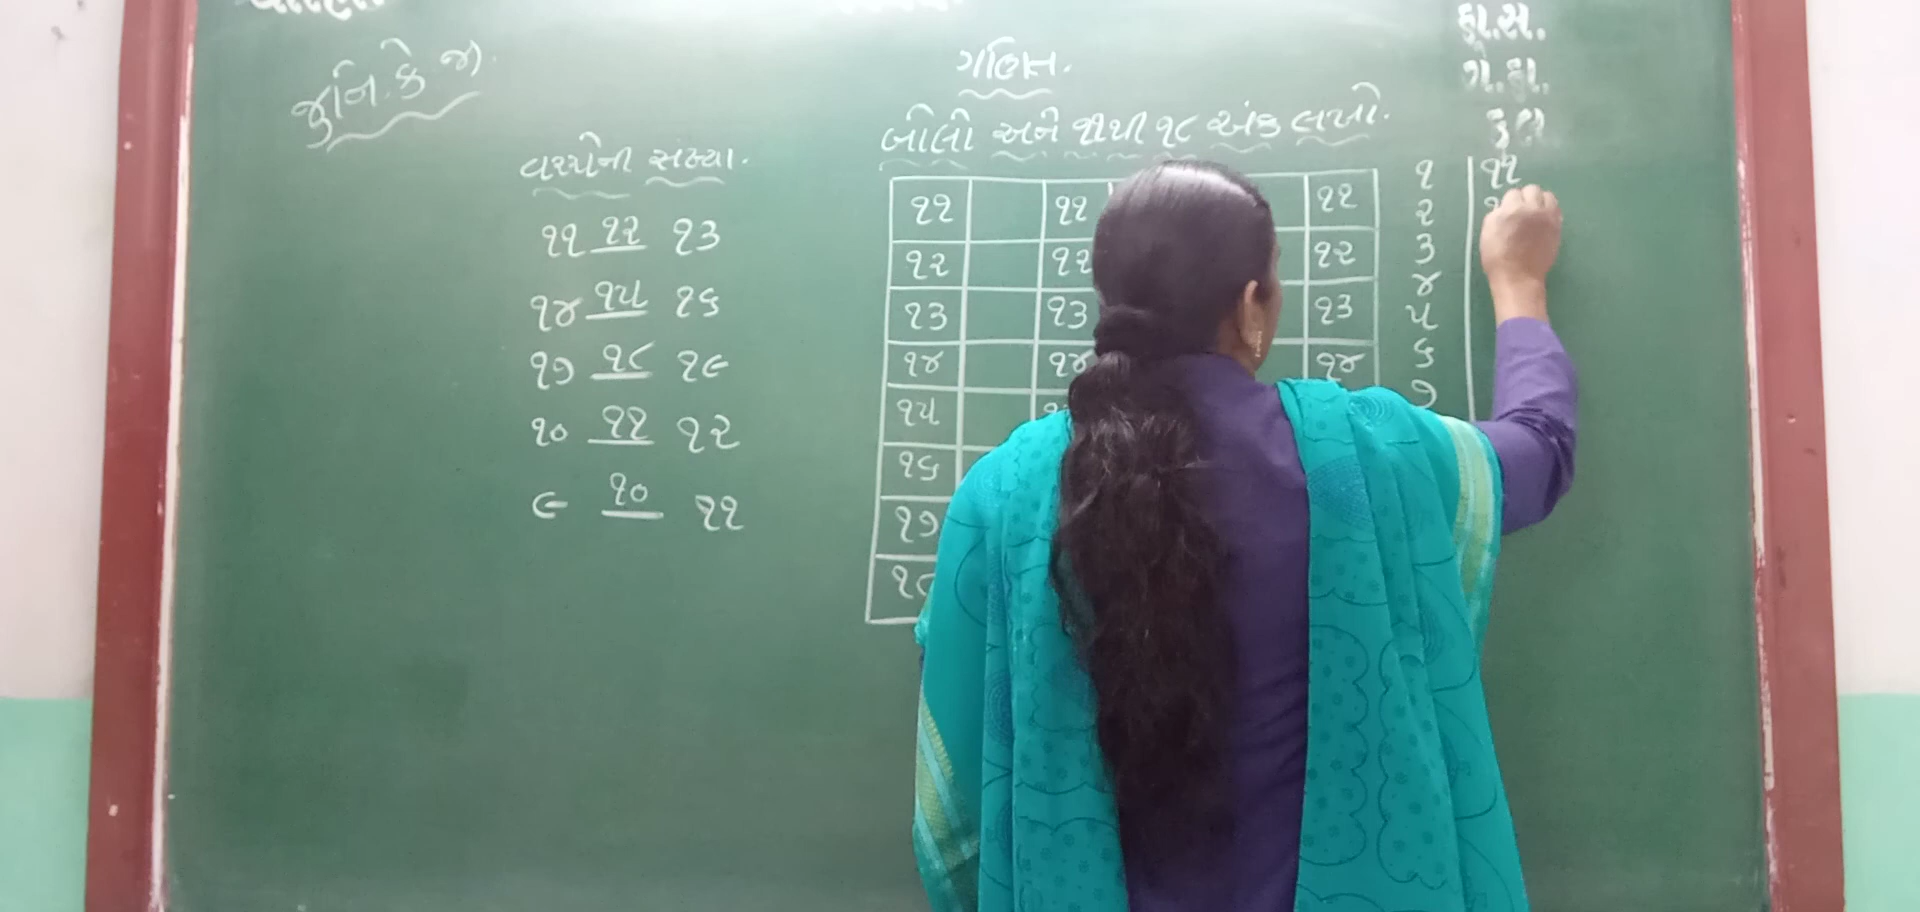 જુનિ.કે.જી.
ગણિત.
હા.સ.
ગે.હા.
કુલ
બોલો અને ૧૧થી ૧૮ અંક લખો.
વચ્ચેની સંખ્યા.
૧૧ ૧૨ ૧૩
૧૪ ૧૫ ૧૬
૧૭ ૧૮ ૧૯
૧૦ ૧૧ ૧૨
૯ ૧૦ ૧૧
૧૧ ૧૧ ૧૧
૧૨ ૧૨ ૧૨
૧૩ ૧૩ ૧૩
૧૪ ૧૪ ૧૪
૧૫
૧૬
૧૭
૧૮
૧ ૧૧
૨
૩
૪
૫
૬
૭